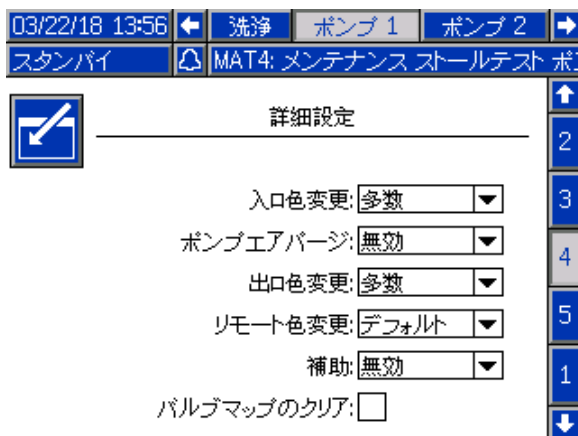 03/22/18 13:56 洗浄 ポンプ 1 ポンプ 2
スタンバイ MAT4: メンテナンス ストールテスト ポ
詳細設定
2
3
入口色変更: 多数
ポンプエアパージ: 無効
4
出口色変更: 多数
リモート色変更: デフォルト
5
補助: 無効
1
バルブマップのクリア: